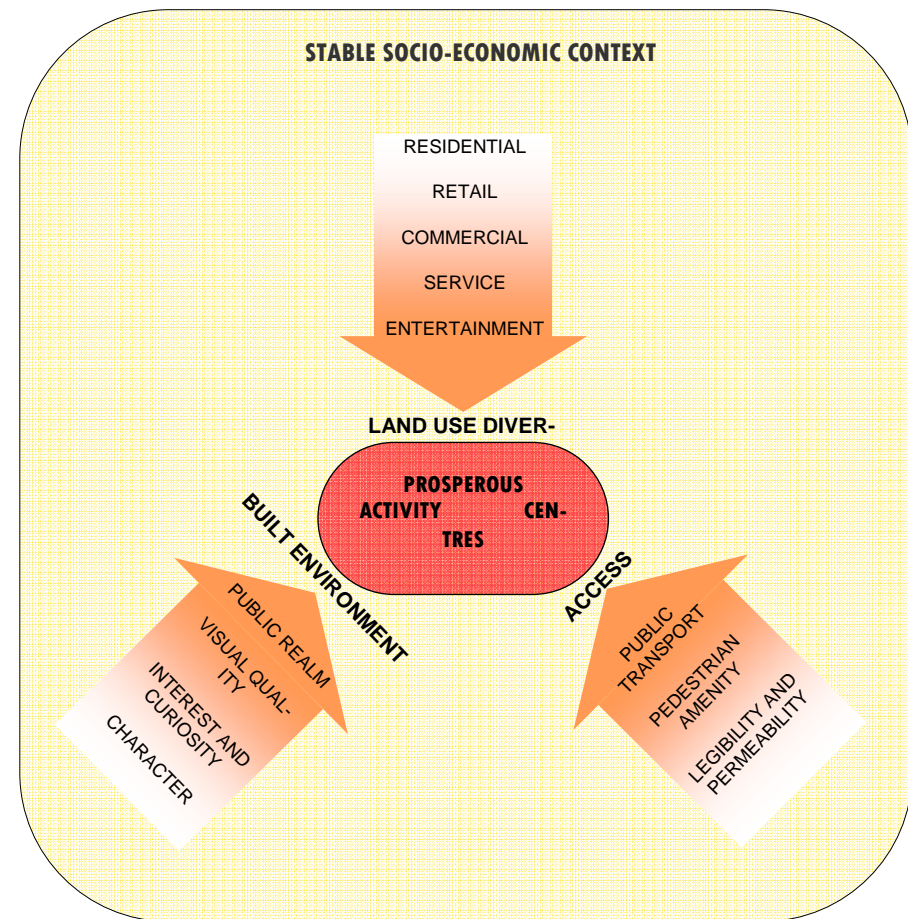 STABLE SOCIO-ECONOMIC CONTEXT
RESIDENTIAL
RETAIL
COMMERCIAL
SERVICE
ENTERTAINMENT
LAND USE DIVER-
PROSPEROUS
ACTIVITY CEN-
TRES
BUILT ENVIRONMENT
PUBLIC REALM
VISUAL QUAL-
ITY
INTEREST AND
CURIOSITY
CHARACTER
ACCESS
PUBLIC
TRANSPORT
PEDESTRIAN
AMENITY
LEGIBILITY AND
PERMEABILITY